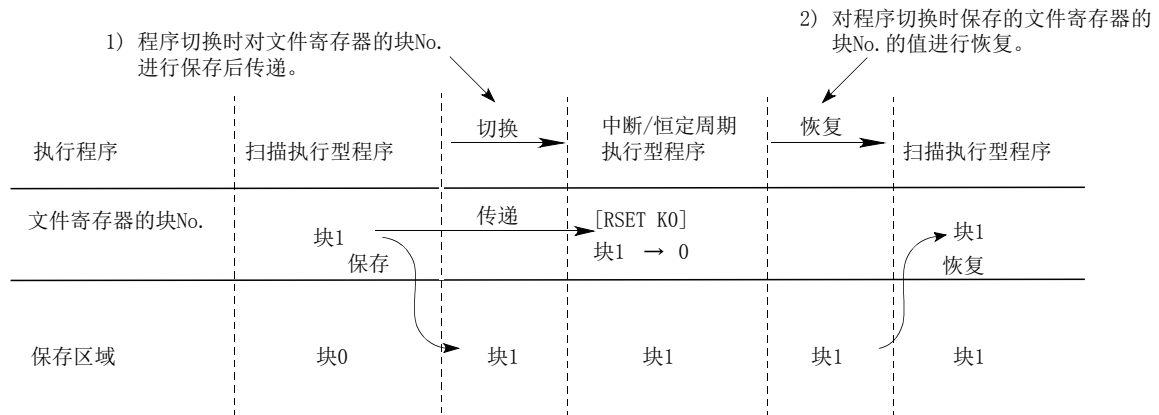 2) 对程序切换时保存的文件寄存器的
块No.的值进行恢复。
1) 程序切换时对文件寄存器的块No.
进行保存后传递。
执行程序
扫描执行型程序
切换
中断/恒定周期
执行型程序
恢复
扫描执行型程序
文件寄存器的块No.
块1
保存
传递
[RSET K0]
块1 → 0
块1
恢复
保存区域
块0
块1
块1
块1
块1